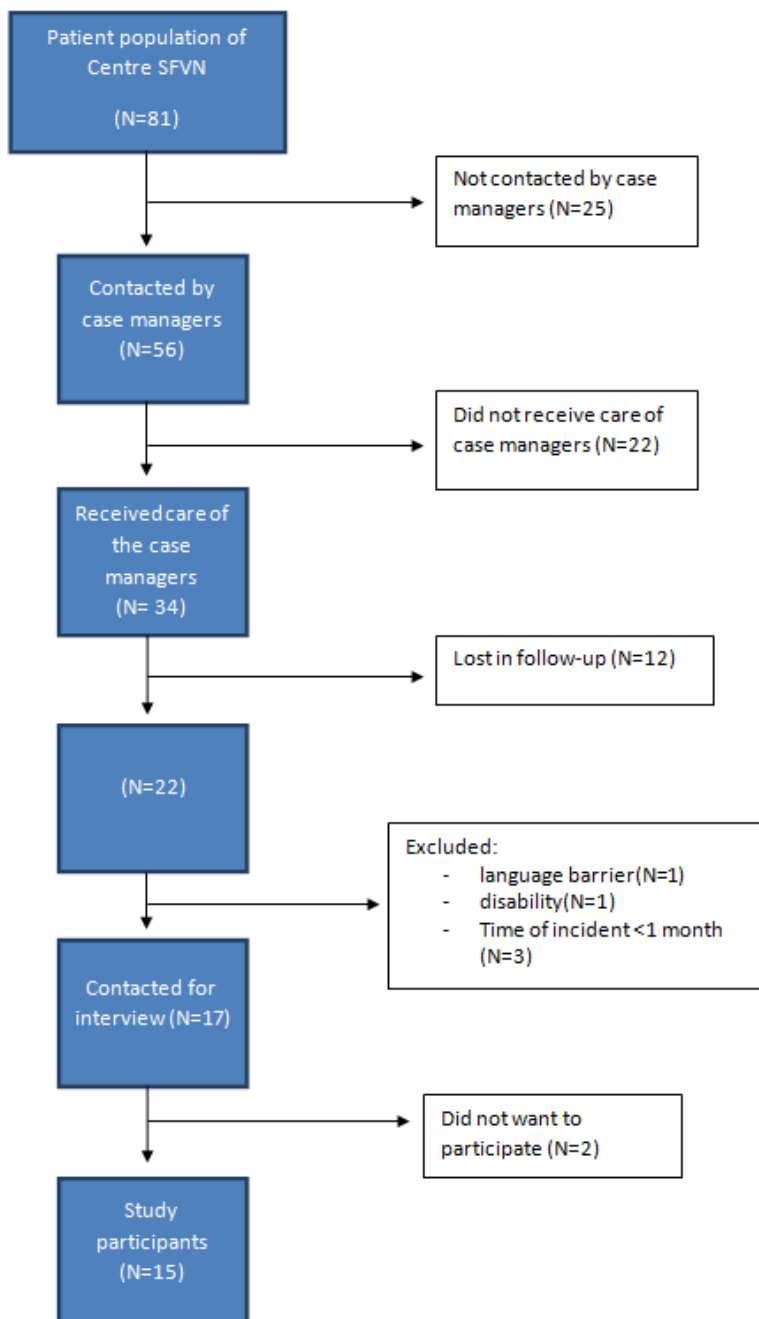 Patient population of
Centre SFVN
(N=81)
Not contacted by case
managers (N=25)
Contacted by
case managers
(N=56)
Did not receive care of
case managers (N=22)
Received care of
the case
managers
(N= 34)
Lost in follow-up (N=12)
(N=22)
Excluded:
- language barrier(N=1)
- disability(N=1)
- Time of incident <1 month
(N=3)
Contacted for
interview (N=17)
Did not want to
participate (N=2)
Study
participants
(N=15)